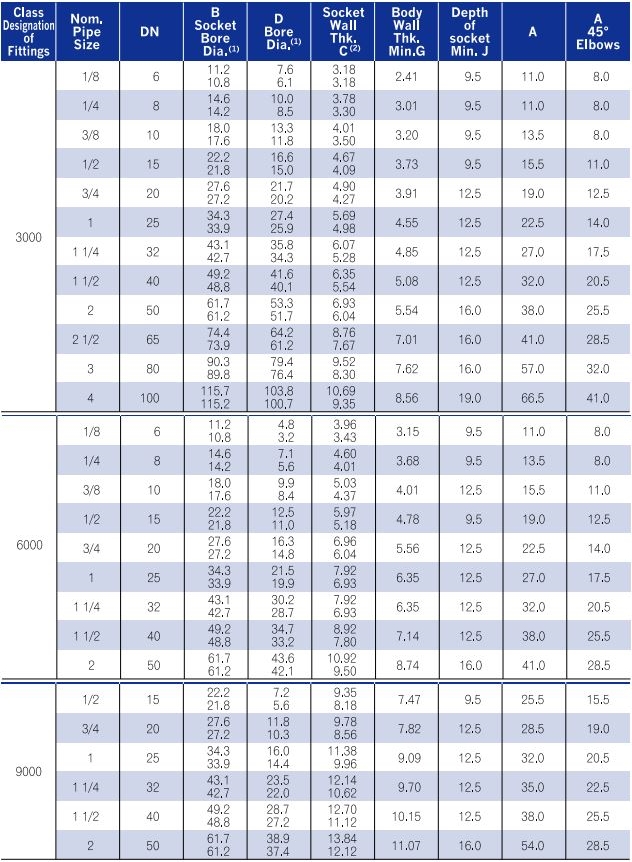 Class Designation of Fittings | Nom. Pipe Size | DN | B Socket Bore Dia.(1) | D Bore Dia.(1) | Socket Wall Thk. C(2) | Body Wall Thk. Min.G | Depth of socket Min. J | A | A 45° Elbows
3000
1/8 | 6 | 11.2 10.8 | 7.6 6.1 | 3.18 3.18 | 2.41 | 9.5 | 11.0 | 8.0
1/4 | 8 | 14.6 14.2 | 10.0 8.5 | 3.78 3.30 | 3.01 | 9.5 | 11.0 | 8.0
3/8 | 10 | 18.0 17.6 | 13.3 11.8 | 4.01 3.50 | 3.20 | 9.5 | 13.5 | 8.0
1/2 | 15 | 22.2 21.8 | 16.6 15.0 | 4.67 4.09 | 3.73 | 9.5 | 15.5 | 11.0
3/4 | 20 | 27.6 27.2 | 21.7 20.2 | 4.90 4.27 | 3.91 | 12.5 | 19.0 | 12.5
1 | 25 | 34.3 33.9 | 27.4 25.9 | 5.69 4.98 | 4.55 | 12.5 | 22.5 | 14.0
1 1/4 | 32 | 43.1 42.7 | 35.8 34.3 | 6.07 5.28 | 4.85 | 12.5 | 27.0 | 17.5
1 1/2 | 40 | 49.2 48.8 | 41.6 40.1 | 6.35 5.54 | 5.08 | 12.5 | 32.0 | 20.5
2 | 50 | 61.7 61.2 | 53.3 51.7 | 6.93 6.04 | 5.54 | 16.0 | 38.0 | 25.5
2 1/2 | 65 | 74.4 73.9 | 64.2 61.2 | 8.76 7.67 | 7.01 | 16.0 | 41.0 | 28.5
3 | 80 | 90.3 89.8 | 79.4 76.4 | 9.52 8.30 | 7.62 | 16.0 | 57.0 | 32.0
4 | 100 | 115.7 115.2 | 103.8 100.7 | 10.69 9.35 | 8.56 | 19.0 | 66.5 | 41.0
6000
1/8 | 6 | 11.2 10.8 | 4.8 3.2 | 3.96 3.43 | 3.15 | 9.5 | 11.0 | 8.0
1/4 | 8 | 14.6 14.2 | 7.1 5.6 | 4.60 4.01 | 3.68 | 9.5 | 13.5 | 8.0
3/8 | 10 | 18.0 17.6 | 9.9 8.4 | 5.03 4.37 | 4.01 | 12.5 | 15.5 | 11.0
1/2 | 15 | 22.2 21.8 | 12.5 11.0 | 5.97 5.18 | 4.78 | 9.5 | 19.0 | 12.5
3/4 | 20 | 27.6 27.2 | 16.3 14.8 | 6.96 6.04 | 5.56 | 12.5 | 22.5 | 14.0
1 | 25 | 34.3 33.9 | 21.5 19.9 | 7.92 6.93 | 6.35 | 12.5 | 27.0 | 17.5
1 1/4 | 32 | 43.1 42.7 | 30.2 28.7 | 7.92 6.93 | 6.35 | 12.5 | 32.0 | 20.5
1 1/2 | 40 | 49.2 48.8 | 34.7 33.2 | 8.92 7.80 | 7.14 | 12.5 | 38.0 | 25.5
2 | 50 | 61.7 61.2 | 43.6 42.1 | 10.92 9.50 | 8.74 | 16.0 | 41.0 | 28.5
9000
1/2 | 15 | 22.2 21.8 | 7.2 5.6 | 9.35 8.18 | 7.47 | 9.5 | 25.5 | 15.5
3/4 | 20 | 27.6 27.2 | 11.8 10.3 | 9.78 8.56 | 7.82 | 12.5 | 28.5 | 19.0
1 | 25 | 34.3 33.9 | 16.0 14.4 | 11.38 9.96 | 9.09 | 12.5 | 32.0 | 20.5
1 1/4 | 32 | 43.1 42.7 | 23.5 22.0 | 12.14 10.62 | 9.70 | 12.5 | 35.0 | 22.5
1 1/2 | 40 | 49.2 48.8 | 28.7 27.2 | 12.70 11.12 | 10.15 | 12.5 | 38.0 | 25.5
2 | 50 | 61.7 61.2 | 38.9 37.4 | 13.84 12.12 | 11.07 | 16.0 | 54.0 | 28.5